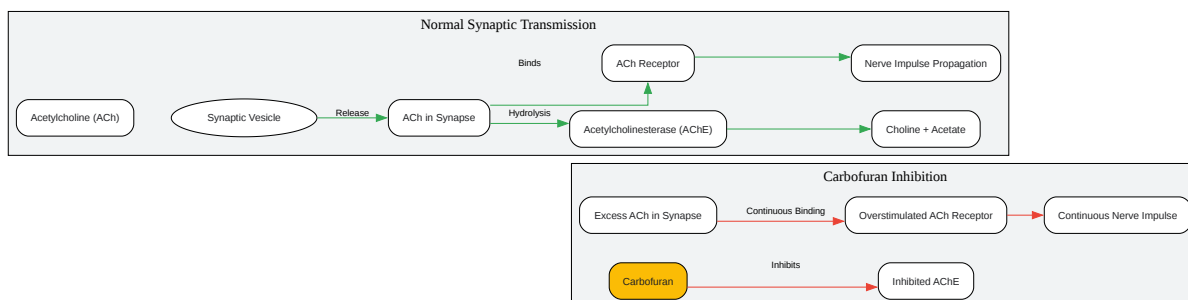 Normal Synaptic Transmission
Binds
ACh Receptor
Nerve Impulse Propagation
Acetylcholine (ACh)
Synaptic Vesicle
Release
ACh in Synapse
Hydrolysis
Acetylcholinesterase (AChE)
Choline + Acetate
Carbofuran Inhibition
Excess ACh in Synapse
Continuous Binding
Overstimulated ACh Receptor
Continuous Nerve Impulse
Carbofuran
Inhibits
Inhibited AChE